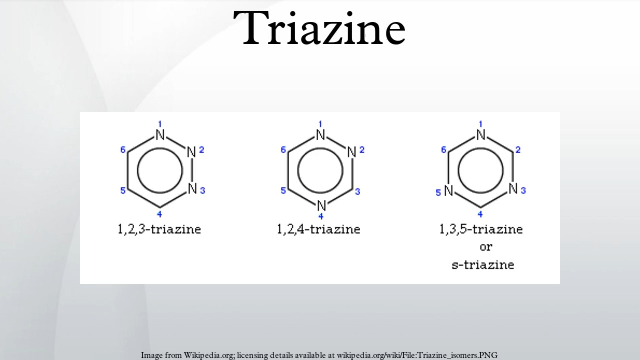 Triazine
1
N
6
N 2
5
N 3
4
1,2,3-triazine
1
N
6
N 2
5
3
N
4
1,2,4-triazine
1
N
6
2
5 N
N 3
4
1,3,5-triazine
or
s-triazine
Image from Wikipedia.org; licensing details available at wikipedia.org/wiki/File:Triazine_isomers.PNG